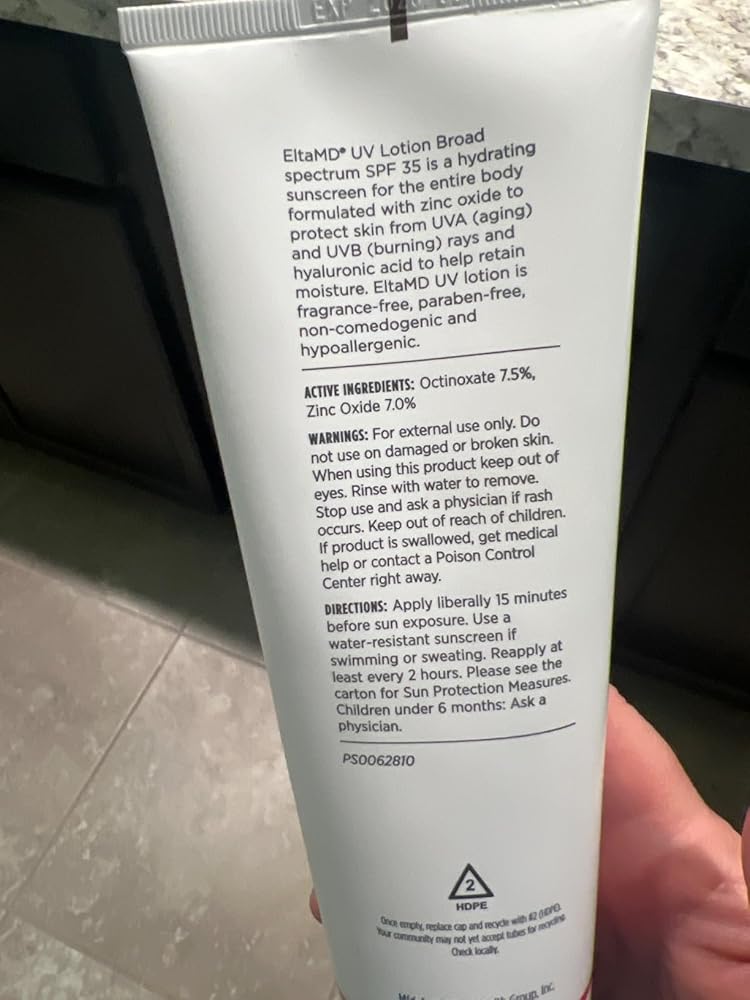 EXP
EltaMD® UV Lotion Broad
spectrum SPF 35 is a hydrating
sunscreen for the entire body
formulated with zinc oxide to
protect skin from UVA (aging)
and UVB (burning) rays and
hyaluronic acid to help retain
moisture. EltaMD UV lotion is
fragrance-free, paraben-free,
non-comedogenic and
hypoallergenic.
ACTIVE INGREDIENTS: Octinoxate 7.5%,
Zinc Oxide 7.0%
WARNINGS: For external use only. Do
not use on damaged or broken skin.
When using this product keep out of
eyes. Rinse with water to remove.
Stop use and ask a physician if rash
occurs. Keep out of reach of children.
If product is swallowed, get medical
help or contact a Poison Control
Center right away.
DIRECTIONS: Apply liberally 15 minutes
before sun exposure. Use a
water-resistant sunscreen if
swimming or sweating. Reapply at
least every 2 hours. Please see the
carton for Sun Protection Measures.
Children under 6 months: Ask a
physician.
PS0062810
2
HDPE
Once empty, replace cap and recycle with #2 (HDPE).
Your community may not yet accept tubes for recycling.
Check locally.
Group, Inc.